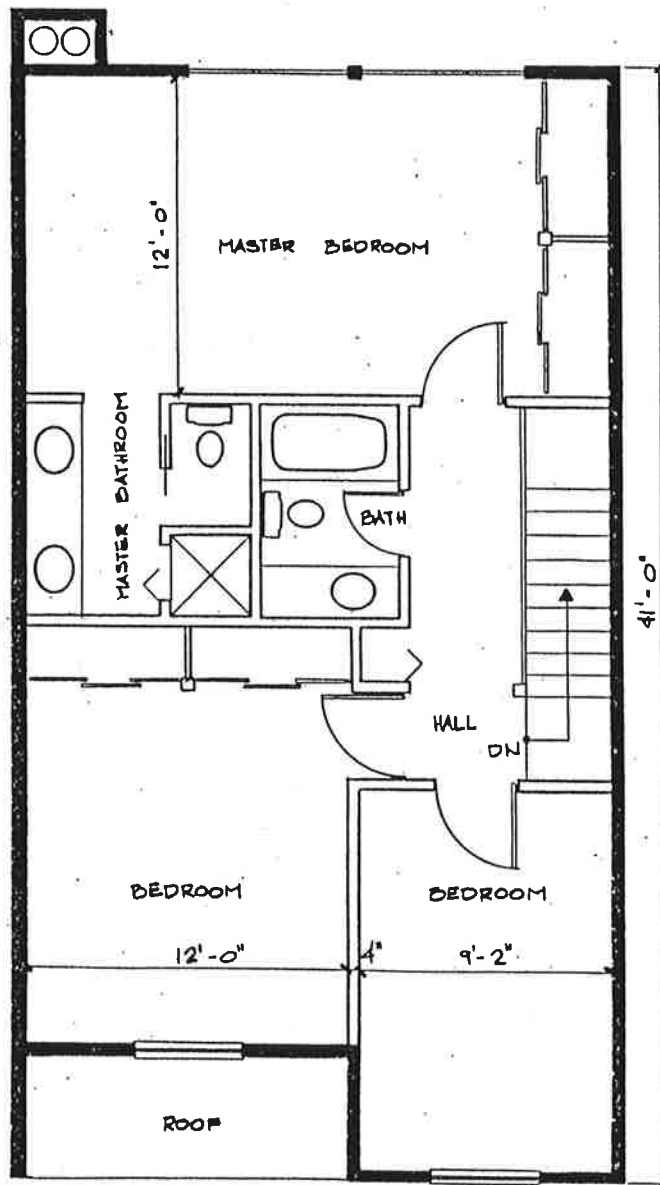 12'-0"
MASTER BEDROOM
MASTER BATHROOM
BATH
41'-0"
HALL
DN
BEDROOM
BEDROOM
12'-0"
4"
9'-2"
ROOF